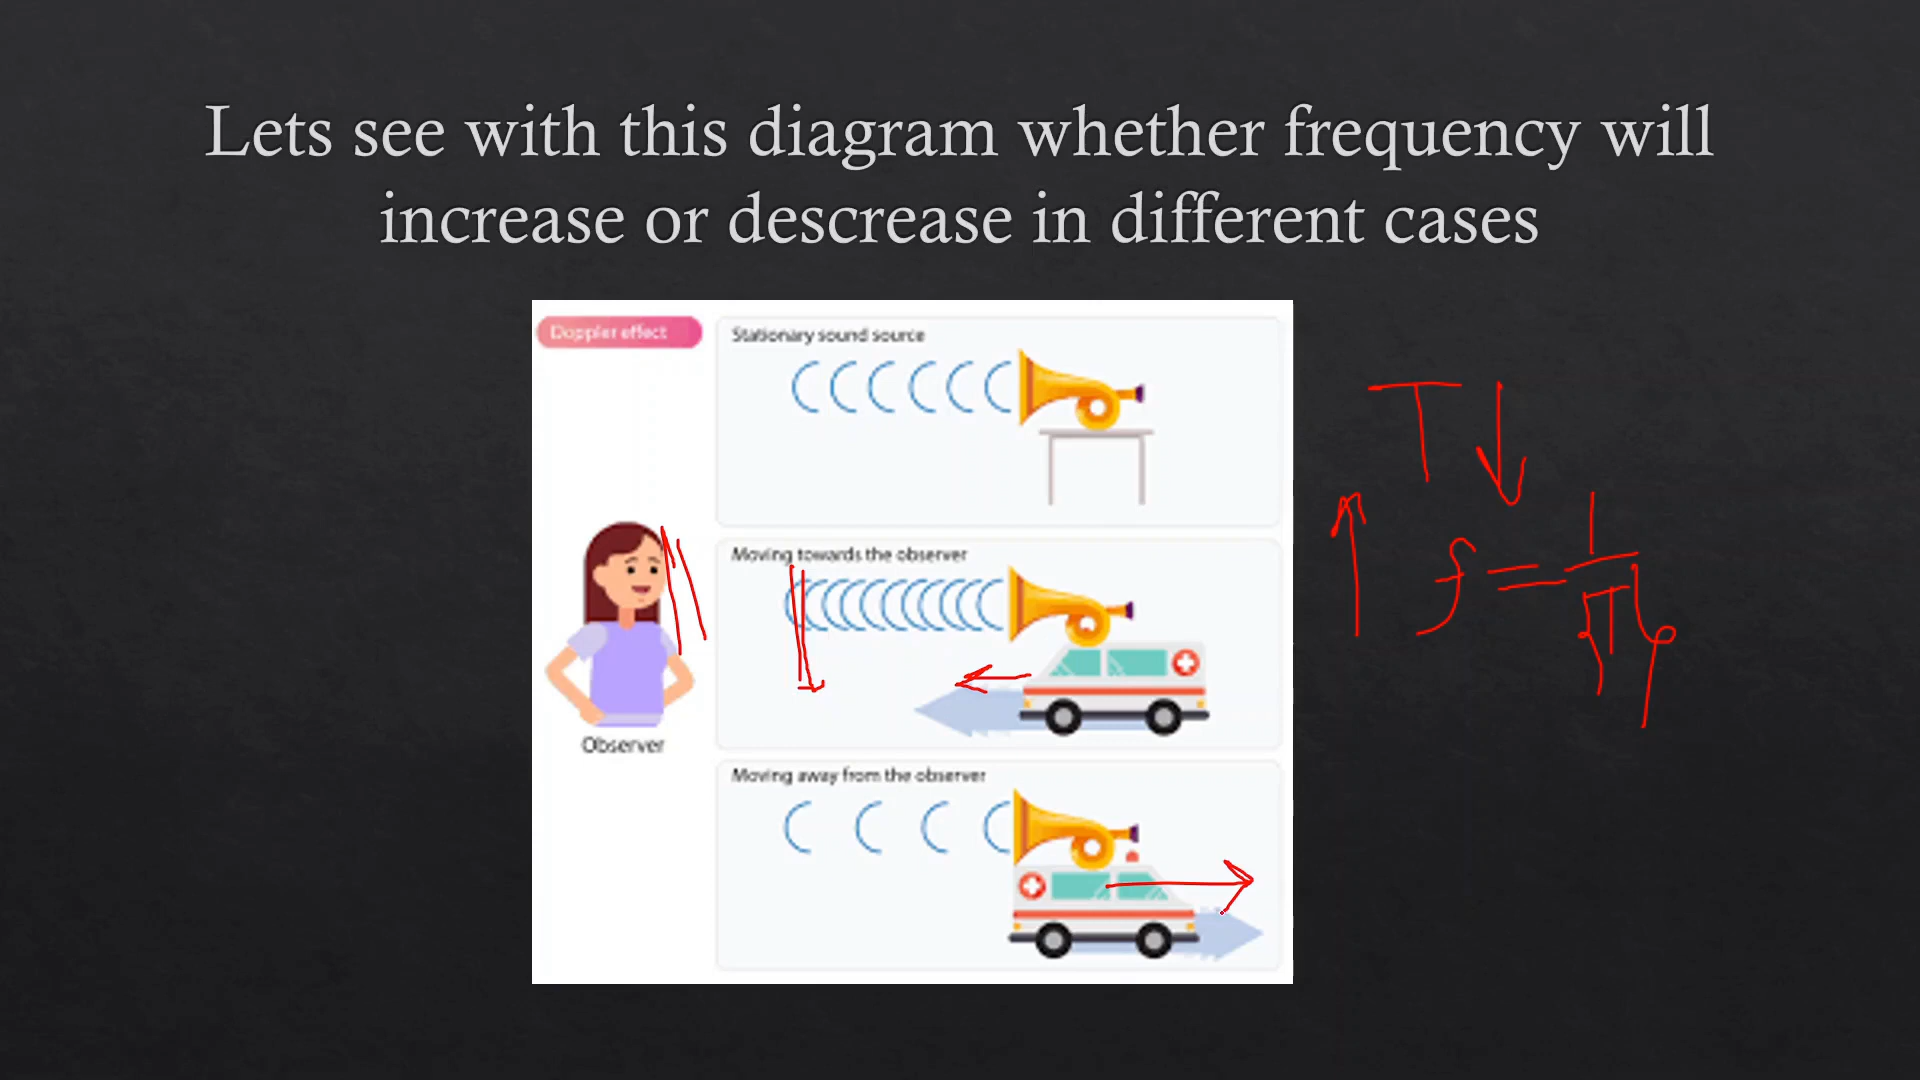 Lets see with this diagram whether frequency will
increase or descrease in different cases
Doppler effect
Stationary sound source
Moving towards the observer
Observer
Moving away from the observer
T ↓
↑ f = 1/T